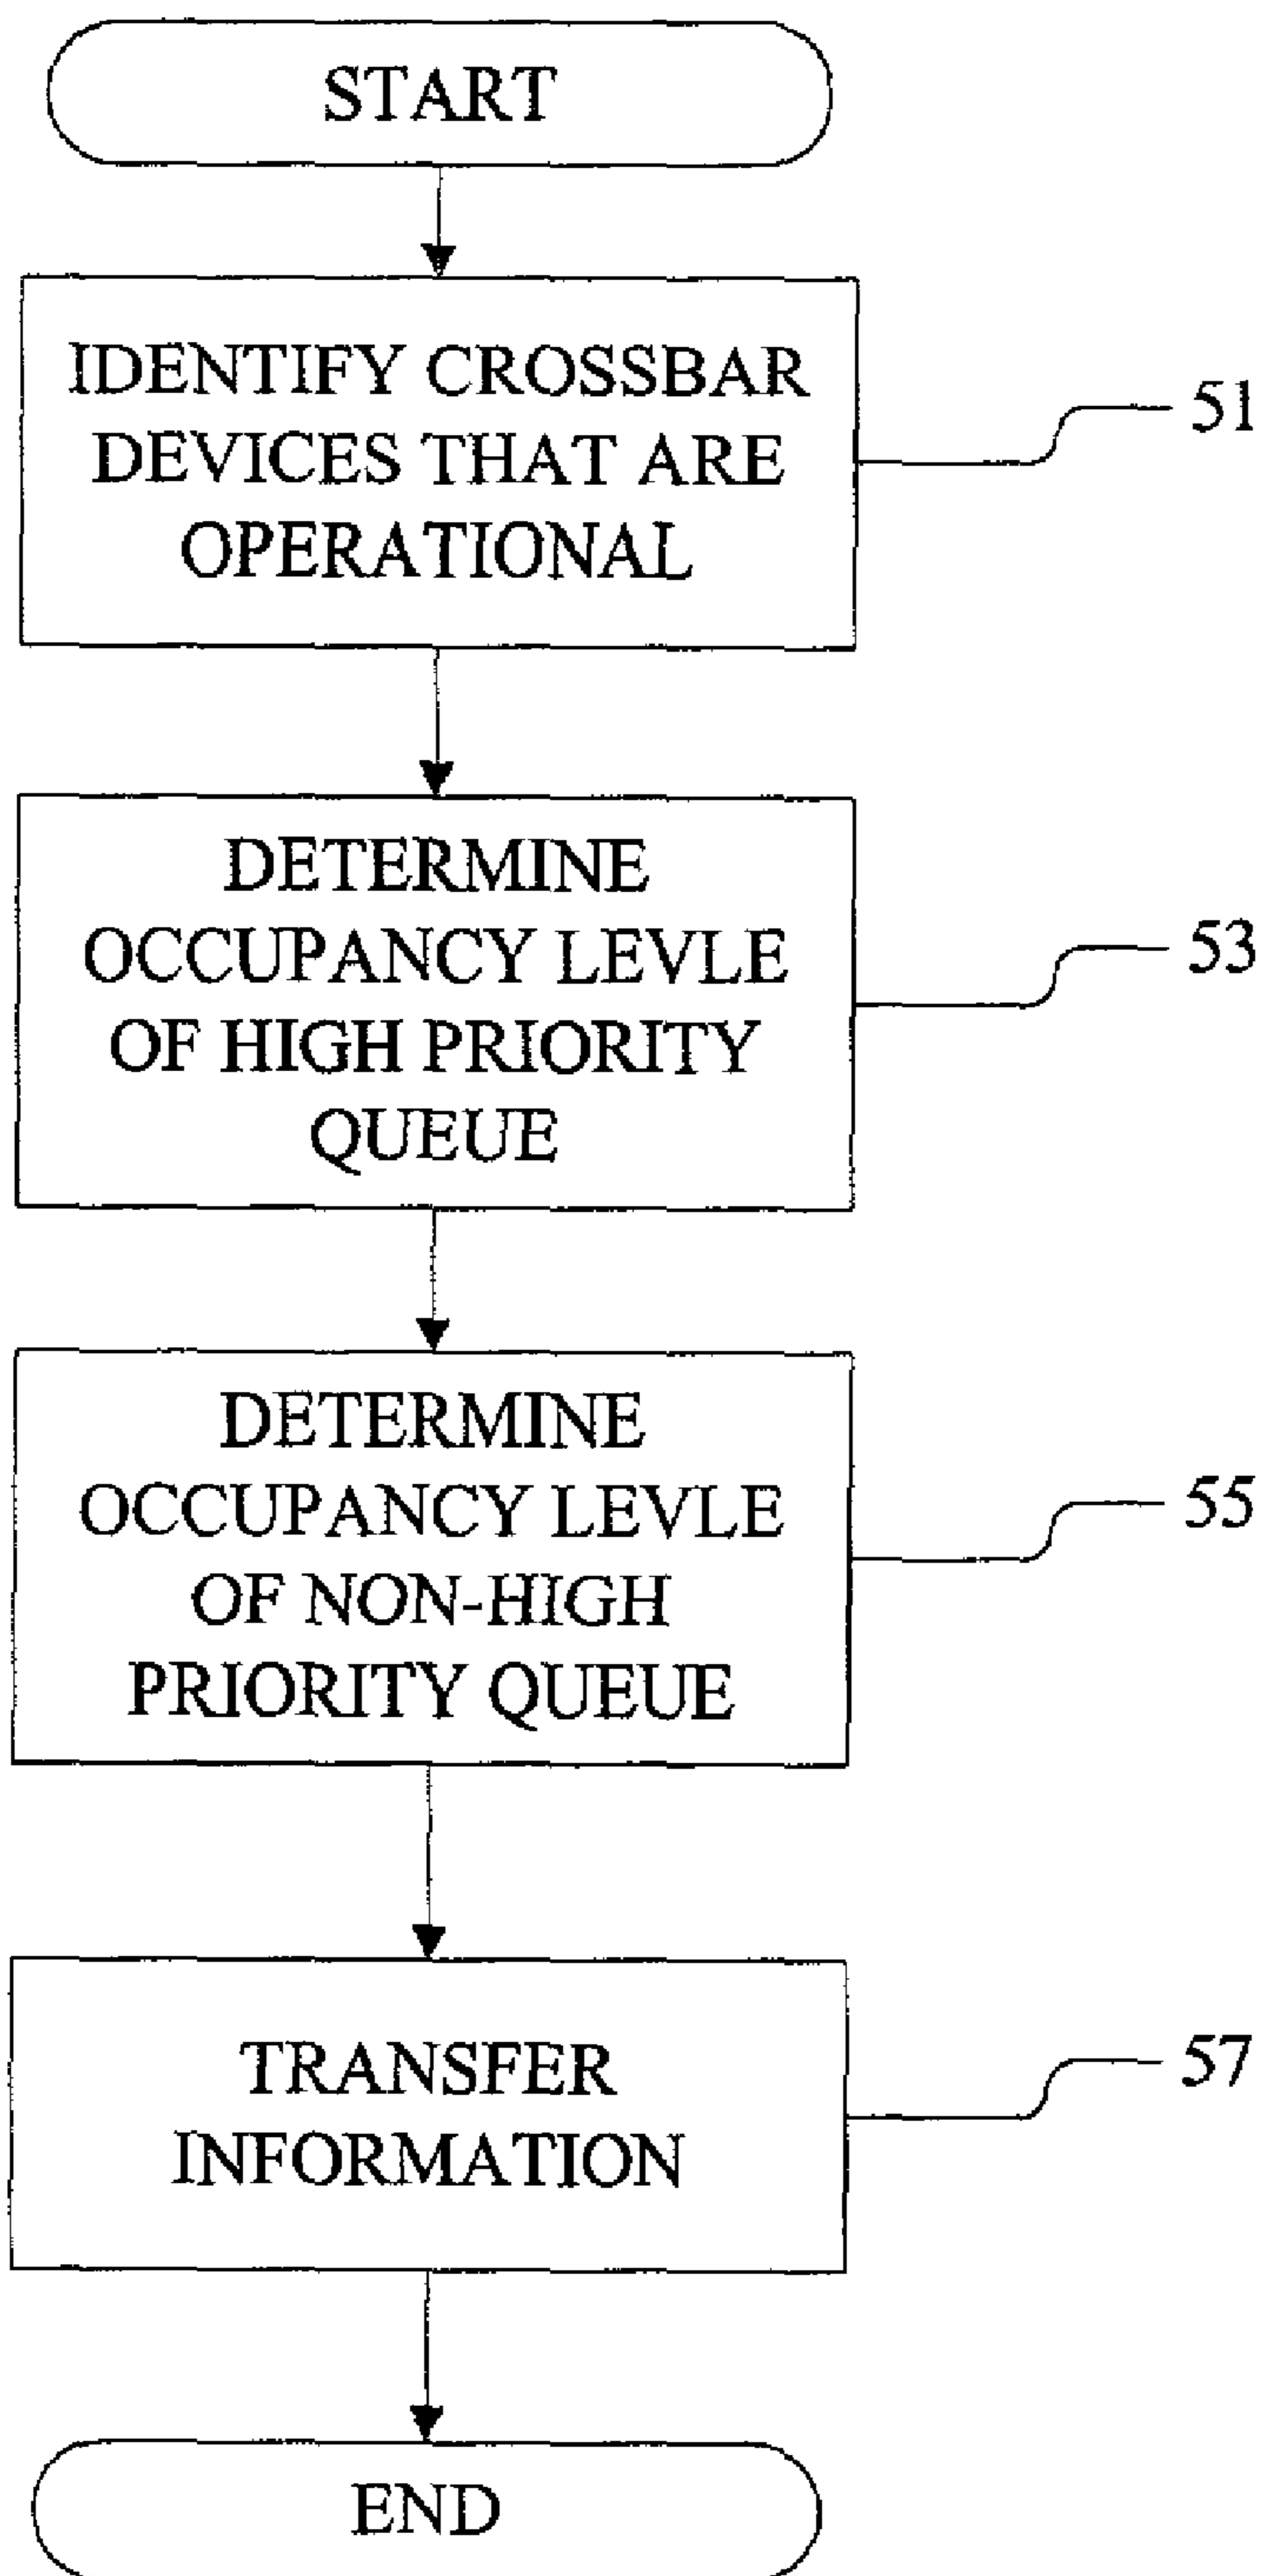 START
IDENTIFY CROSSBAR
DEVICES THAT ARE
OPERATIONAL
51
DETERMINE
OCCUPANCY LEVLE
OF HIGH PRIORITY
QUEUE
53
DETERMINE
OCCUPANCY LEVLE
OF NON-HIGH
PRIORITY QUEUE
55
TRANSFER
INFORMATION
57
END